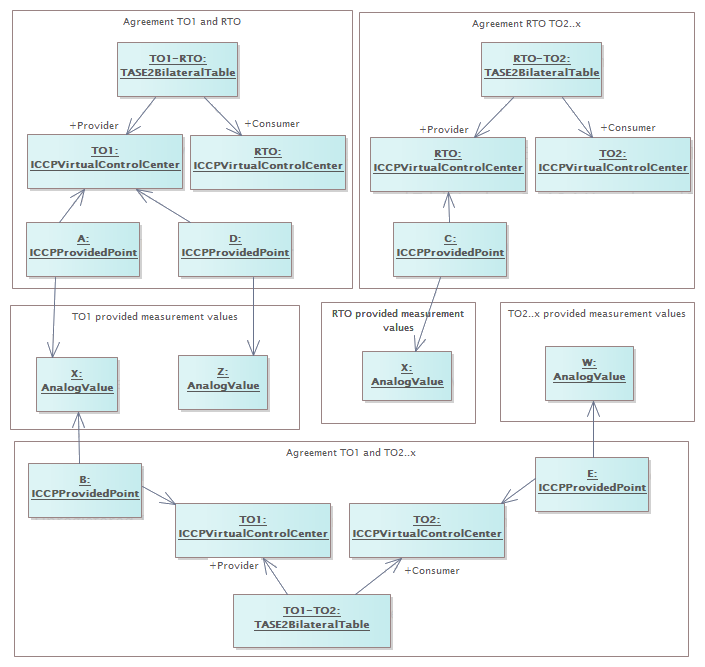 Agreement TO1 and RTO
TO1-RTO:
TASE2BilateralTable
+Provider
+Consumer
TO1:
ICCPVirtualControlCenter
RTO:
ICCPVirtualControlCenter
A:
ICCPProvidedPoint
D:
ICCPProvidedPoint
Agreement RTO TO2..x
RTO-TO2:
TASE2BilateralTable
+Provider
+Consumer
RTO:
ICCPVirtualControlCenter
TO2:
ICCPVirtualControlCenter
C:
ICCPProvidedPoint
TO1 provided measurement values
X:
AnalogValue
Z:
AnalogValue
RTO provided measurement
values
X:
AnalogValue
TO2..x provided measurement values
W:
AnalogValue
Agreement TO1 and TO2..x
B:
ICCPProvidedPoint
E:
ICCPProvidedPoint
TO1:
ICCPVirtualControlCenter
TO2:
ICCPVirtualControlCenter
+Provider
+Consumer
TO1-TO2:
TASE2BilateralTable